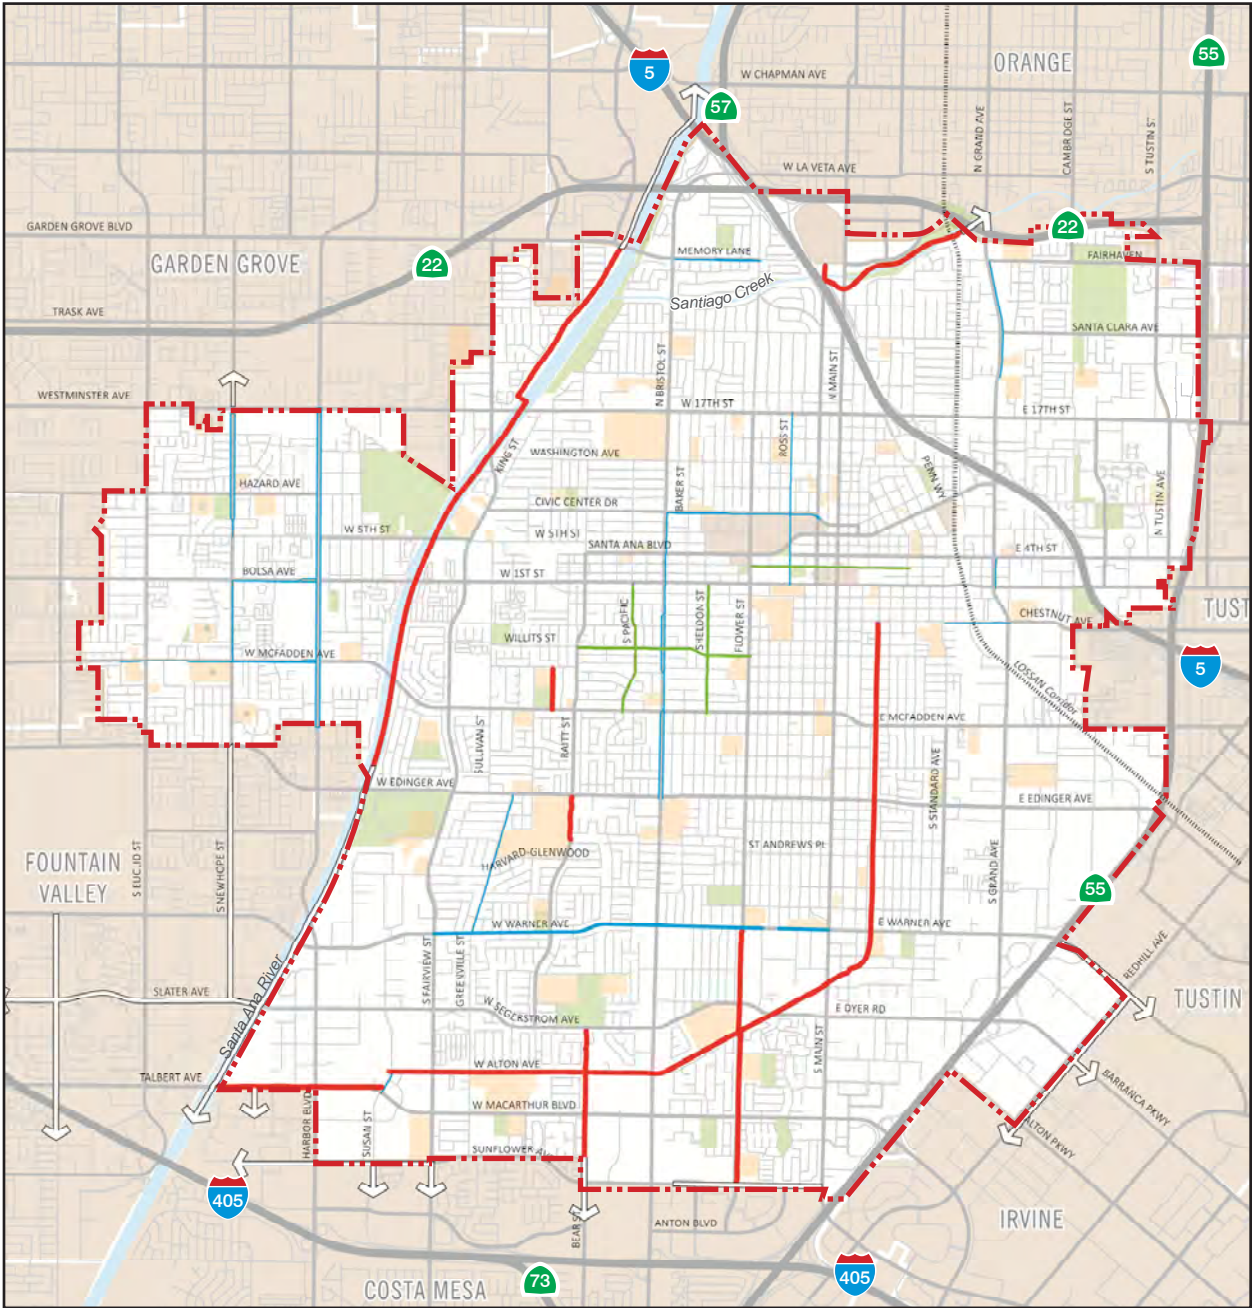 ORANGE
55
5
W CHAPMAN AVE
57
N GRAND AVE
CAMBRIDGE ST
S TUSTIN ST
W LA VETA AVE
GARDEN GROVE BLVD
22
GARDEN GROVE
22
MEMORY LANE
FAIRHAVEN
Santiago Creek
TRASK AVE
SANTA CLARA AVE
N BRISTOL ST
N MAIN ST
WESTMINSTER AVE
W 17TH ST
E 17TH ST
ROSS ST
KING ST
WASHINGTON AVE
PENN WY
BAKER ST
HAZARD AVE
N TUSTIN AVE
CIVIC CENTER DR
W 5TH ST
W 5TH ST
SANTA ANA BLVD
E 4TH ST
BOLSA AVE
W 1ST ST
S PACIFIC
SHELDON ST
FLOWER ST
CHESTNUT AVE
TUST
WILLITS ST
W MCFADDEN AVE
5
LOSSAN Corridor
SULLIVAN ST
RAITT ST
E MCFADDEN AVE
W EDINGER AVE
S STANDARD AVE
E EDINGER AVE
FOUNTAIN
VALLEY
S EUCLID ST
S NEWHOPE ST
HARVARD-GLENWOOD
ST ANDREWS PL
S GRAND AVE
55
W WARNER AVE
E WARNER AVE
S FAIRVIEW ST
GREENVILLE ST
REDHILL AVE
Santa Ana River
SLATER AVE
W SEGERSTROM AVE
E DYER RD
TUSTIN
S MAIN ST
W ALTON AVE
TALBERT AVE
BARRANCA PKWY
HARBOR BLVD
SUSAN ST
W MACARTHUR BLVD
ALTON PKWY
SUNFLOWER AVE
405
BEAR ST
ANTON BLVD
IRVINE
COSTA MESA
73
405